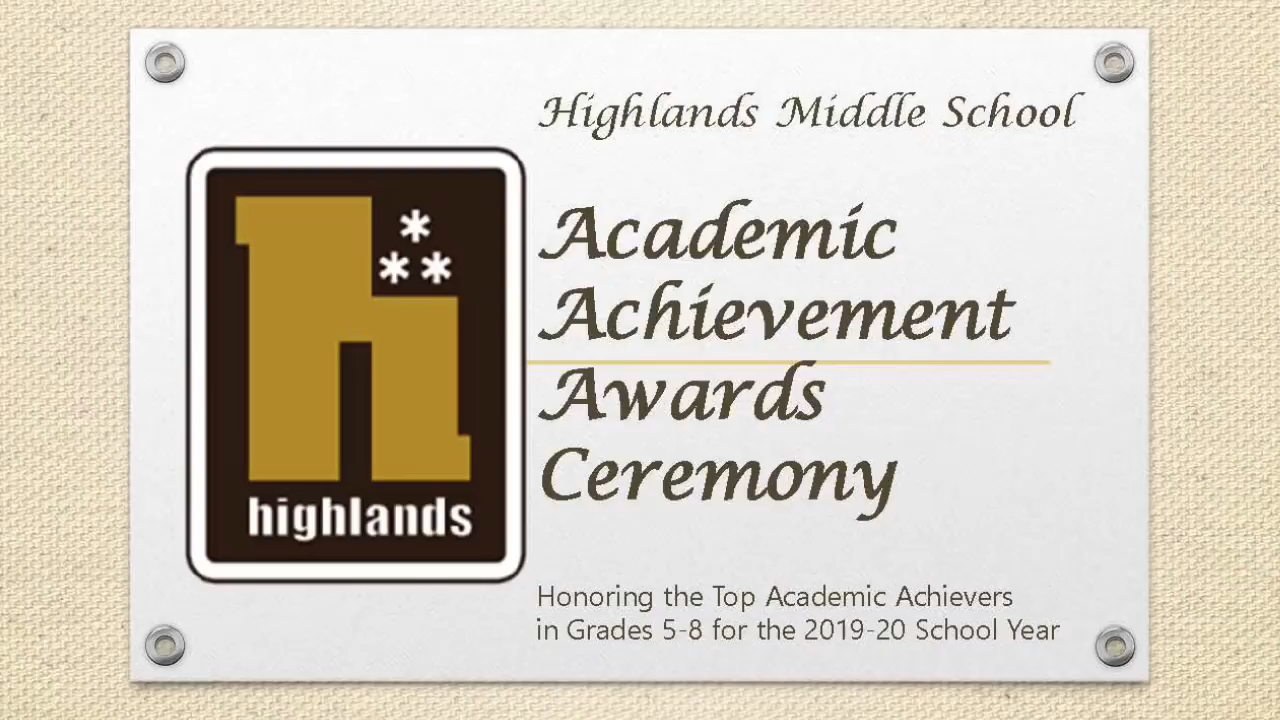 Highlands Middle School
Academic
Achievement
Awards
Ceremony
***
highlands
Honoring the Top Academic Achievers
in Grades 5-8 for the 2019-20 School Year